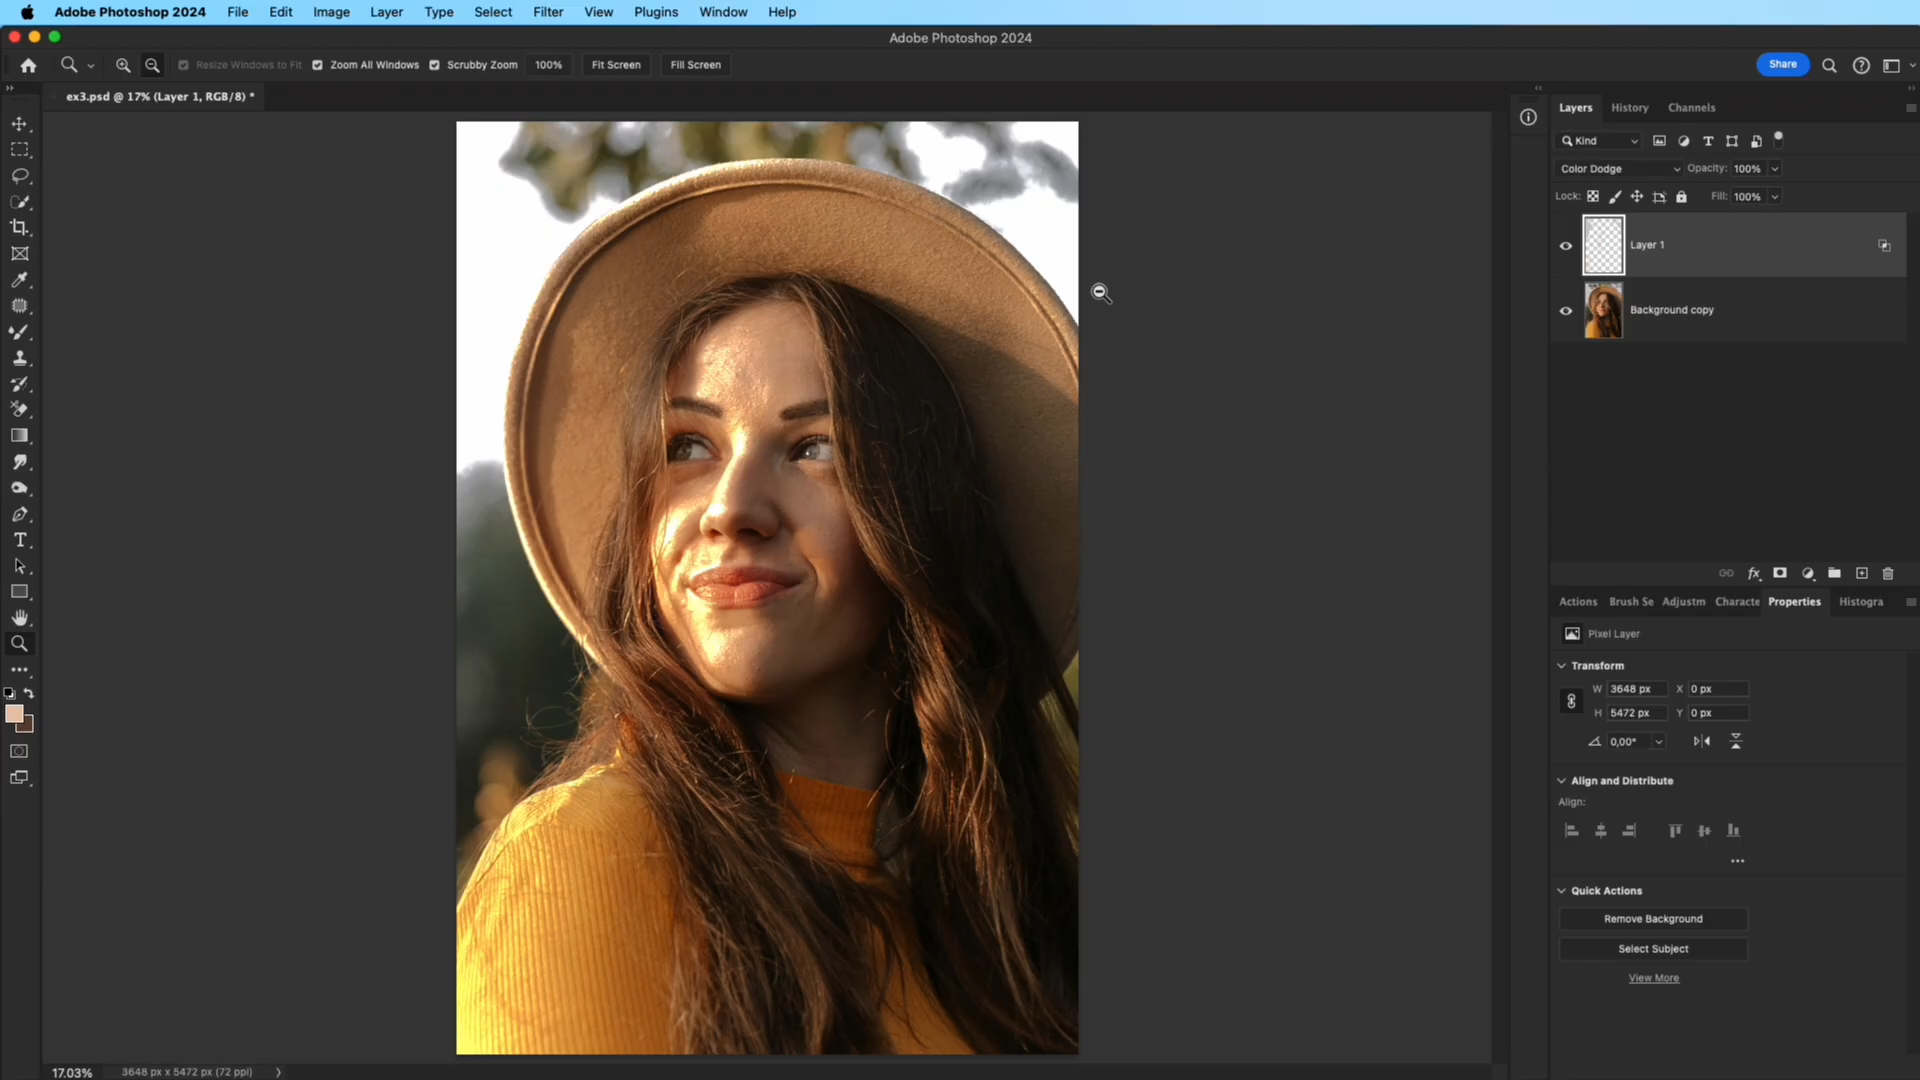 Adobe Photoshop 2024 File Edit Image Layer Type Select Filter View Plugins Window Help
Adobe Photoshop 2024
Resize Windows to Fit Zoom All Windows Scrubby Zoom 100% Fit Screen Fill Screen Share
ex3.psd @ 17% (Layer 1, RGB/8) *
Layers History Channels
Kind
Color Dodge Opacity: 100%
Lock: Fill: 100%
Layer 1
Background copy
Actions Brush Se Adjustm Characte Properties Histogra
Pixel Layer
Transform
W 3648 px X 0 px
H 5472 px Y 0 px
0,00°
Align and Distribute
Align:
Quick Actions
Remove Background
Select Subject
View More
17.03% 3648 px x 5472 px (72 ppi)